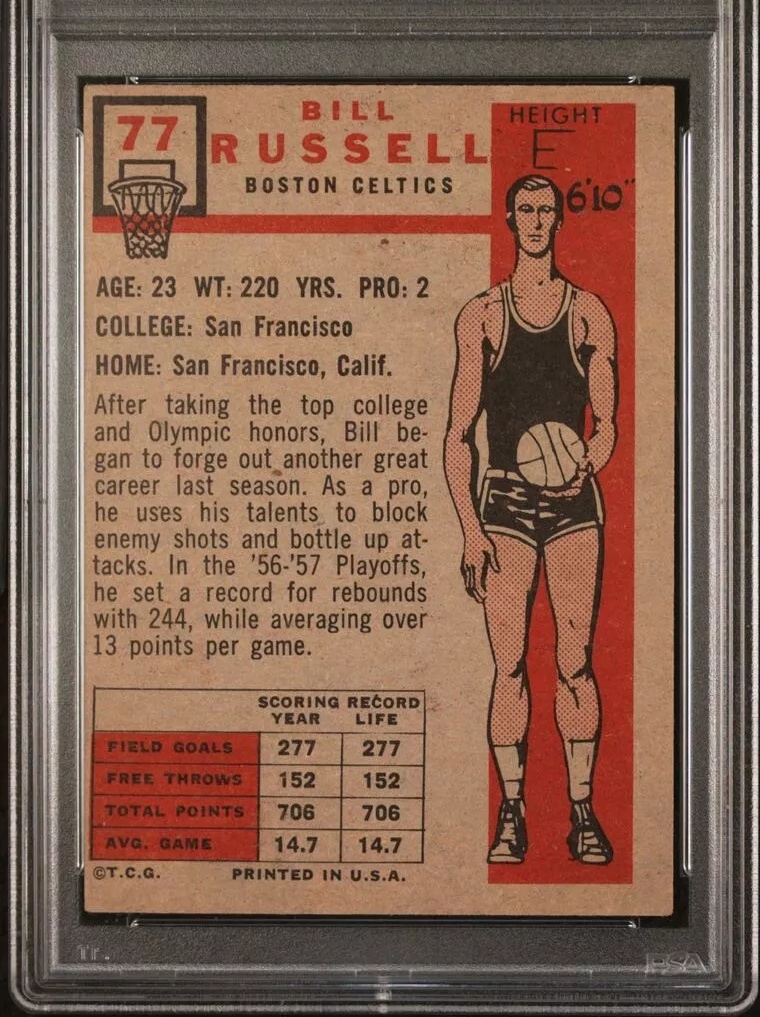 77
BILL
RUSSELL
BOSTON CELTICS
HEIGHT
E
6'10"
AGE: 23 WT: 220 YRS. PRO: 2
COLLEGE: San Francisco
HOME: San Francisco, Calif.
After taking the top college
and Olympic honors, Bill be-
gan to forge out another great
career last season. As a pro,
he uses his talents to block
enemy shots and bottle up at-
tacks. In the '56-'57 Playoffs,
he set a record for rebounds
with 244, while averaging over
13 points per game.
SCORING RECORD
YEAR LIFE
FIELD GOALS 277 277
FREE THROWS 152 152
TOTAL POINTS 706 706
AVG. GAME 14.7 14.7
©T.C.G. PRINTED IN U.S.A.
PSA